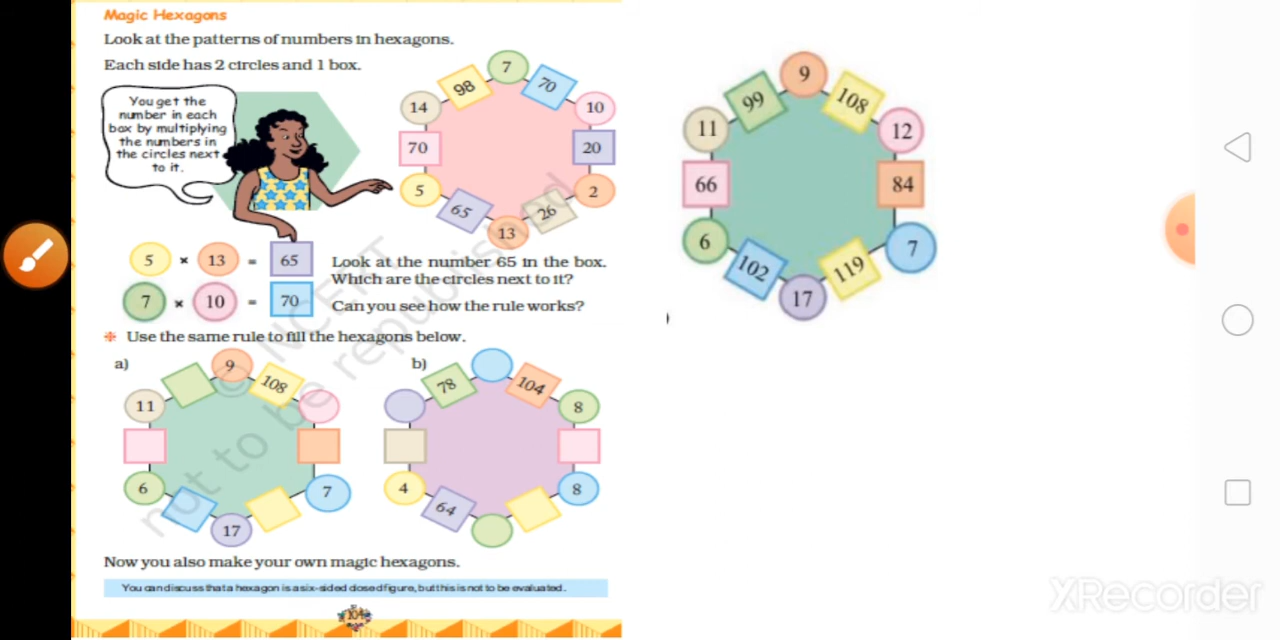 Magic Hexagons
Look at the patterns of numbers in hexagons.
Each side has 2 circles and 1 box.
You get the
number in each
box by multiplying
the numbers in
the circles next
to it.
7
98
70
14
10
70
20
5
2
65
26
13
5 × 13 = 65
Look at the number 65 in the box.
Which are the circles next to it?
7 × 10 = 70
Can you see how the rule works?
Use the same rule to fill the hexagons below.
a)
9
108
11
6
7
17
b)
78
104
8
4
8
64
Now you also make your own magic hexagons.
You can discuss that a hexagon is a six-sided closed figure, but this is not to be evaluated.
104
© NCERT
not to be republished
9
99
108
11
12
66
84
6
7
102
119
17
XRecorder